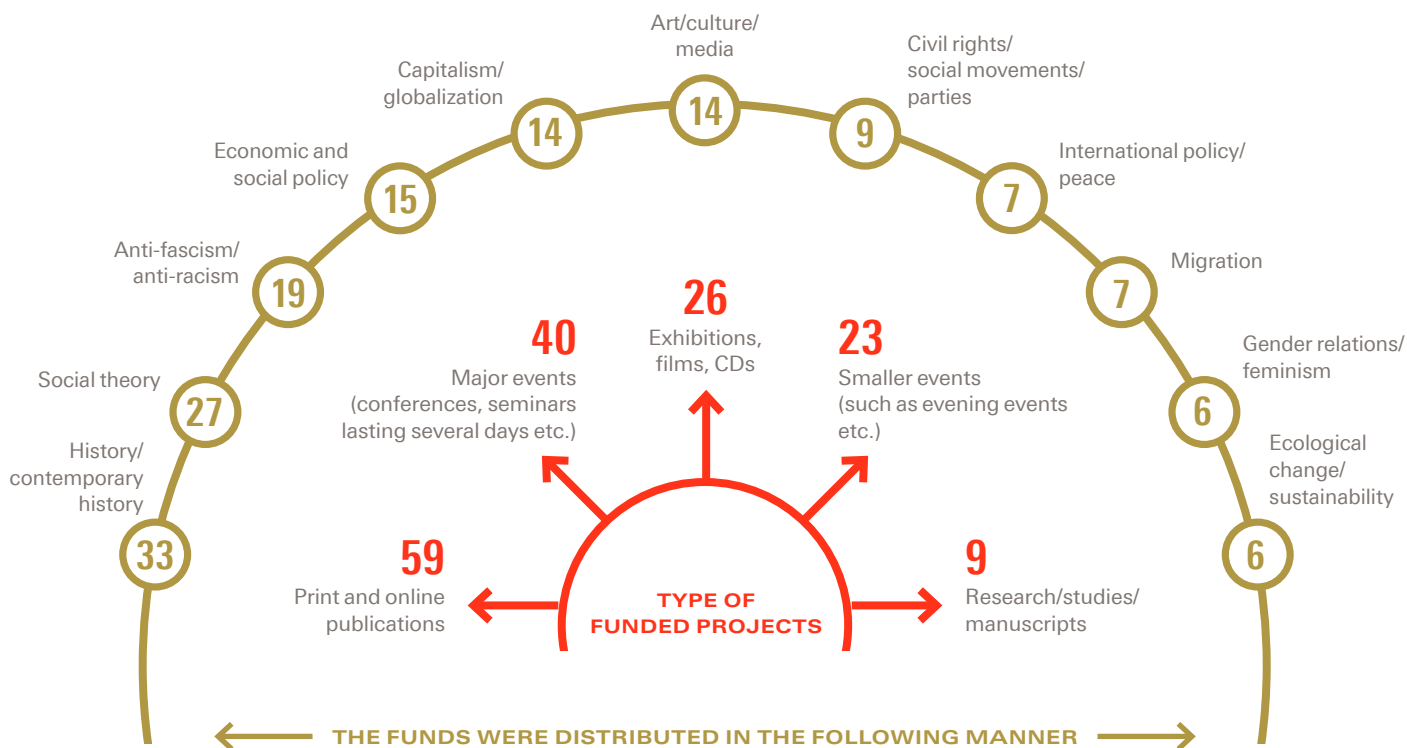 Art/culture/
media
14
Capitalism/
globalization
14
Civil rights/
social movements/
parties
9
Economic and
social policy
15
International policy/
peace
7
Anti-fascism/
anti-racism
19
Migration
7
Social theory
27
Gender relations/
feminism
6
History/
contemporary
history
33
Ecological
change/
sustainability
6
59
Print and online
publications
40
Major events
(conferences, seminars
lasting several days etc.)
26
Exhibitions,
films, CDs
23
Smaller events
(such as evening events
etc.)
9
Research/studies/
manuscripts
TYPE OF
FUNDED PROJECTS
THE FUNDS WERE DISTRIBUTED IN THE FOLLOWING MANNER